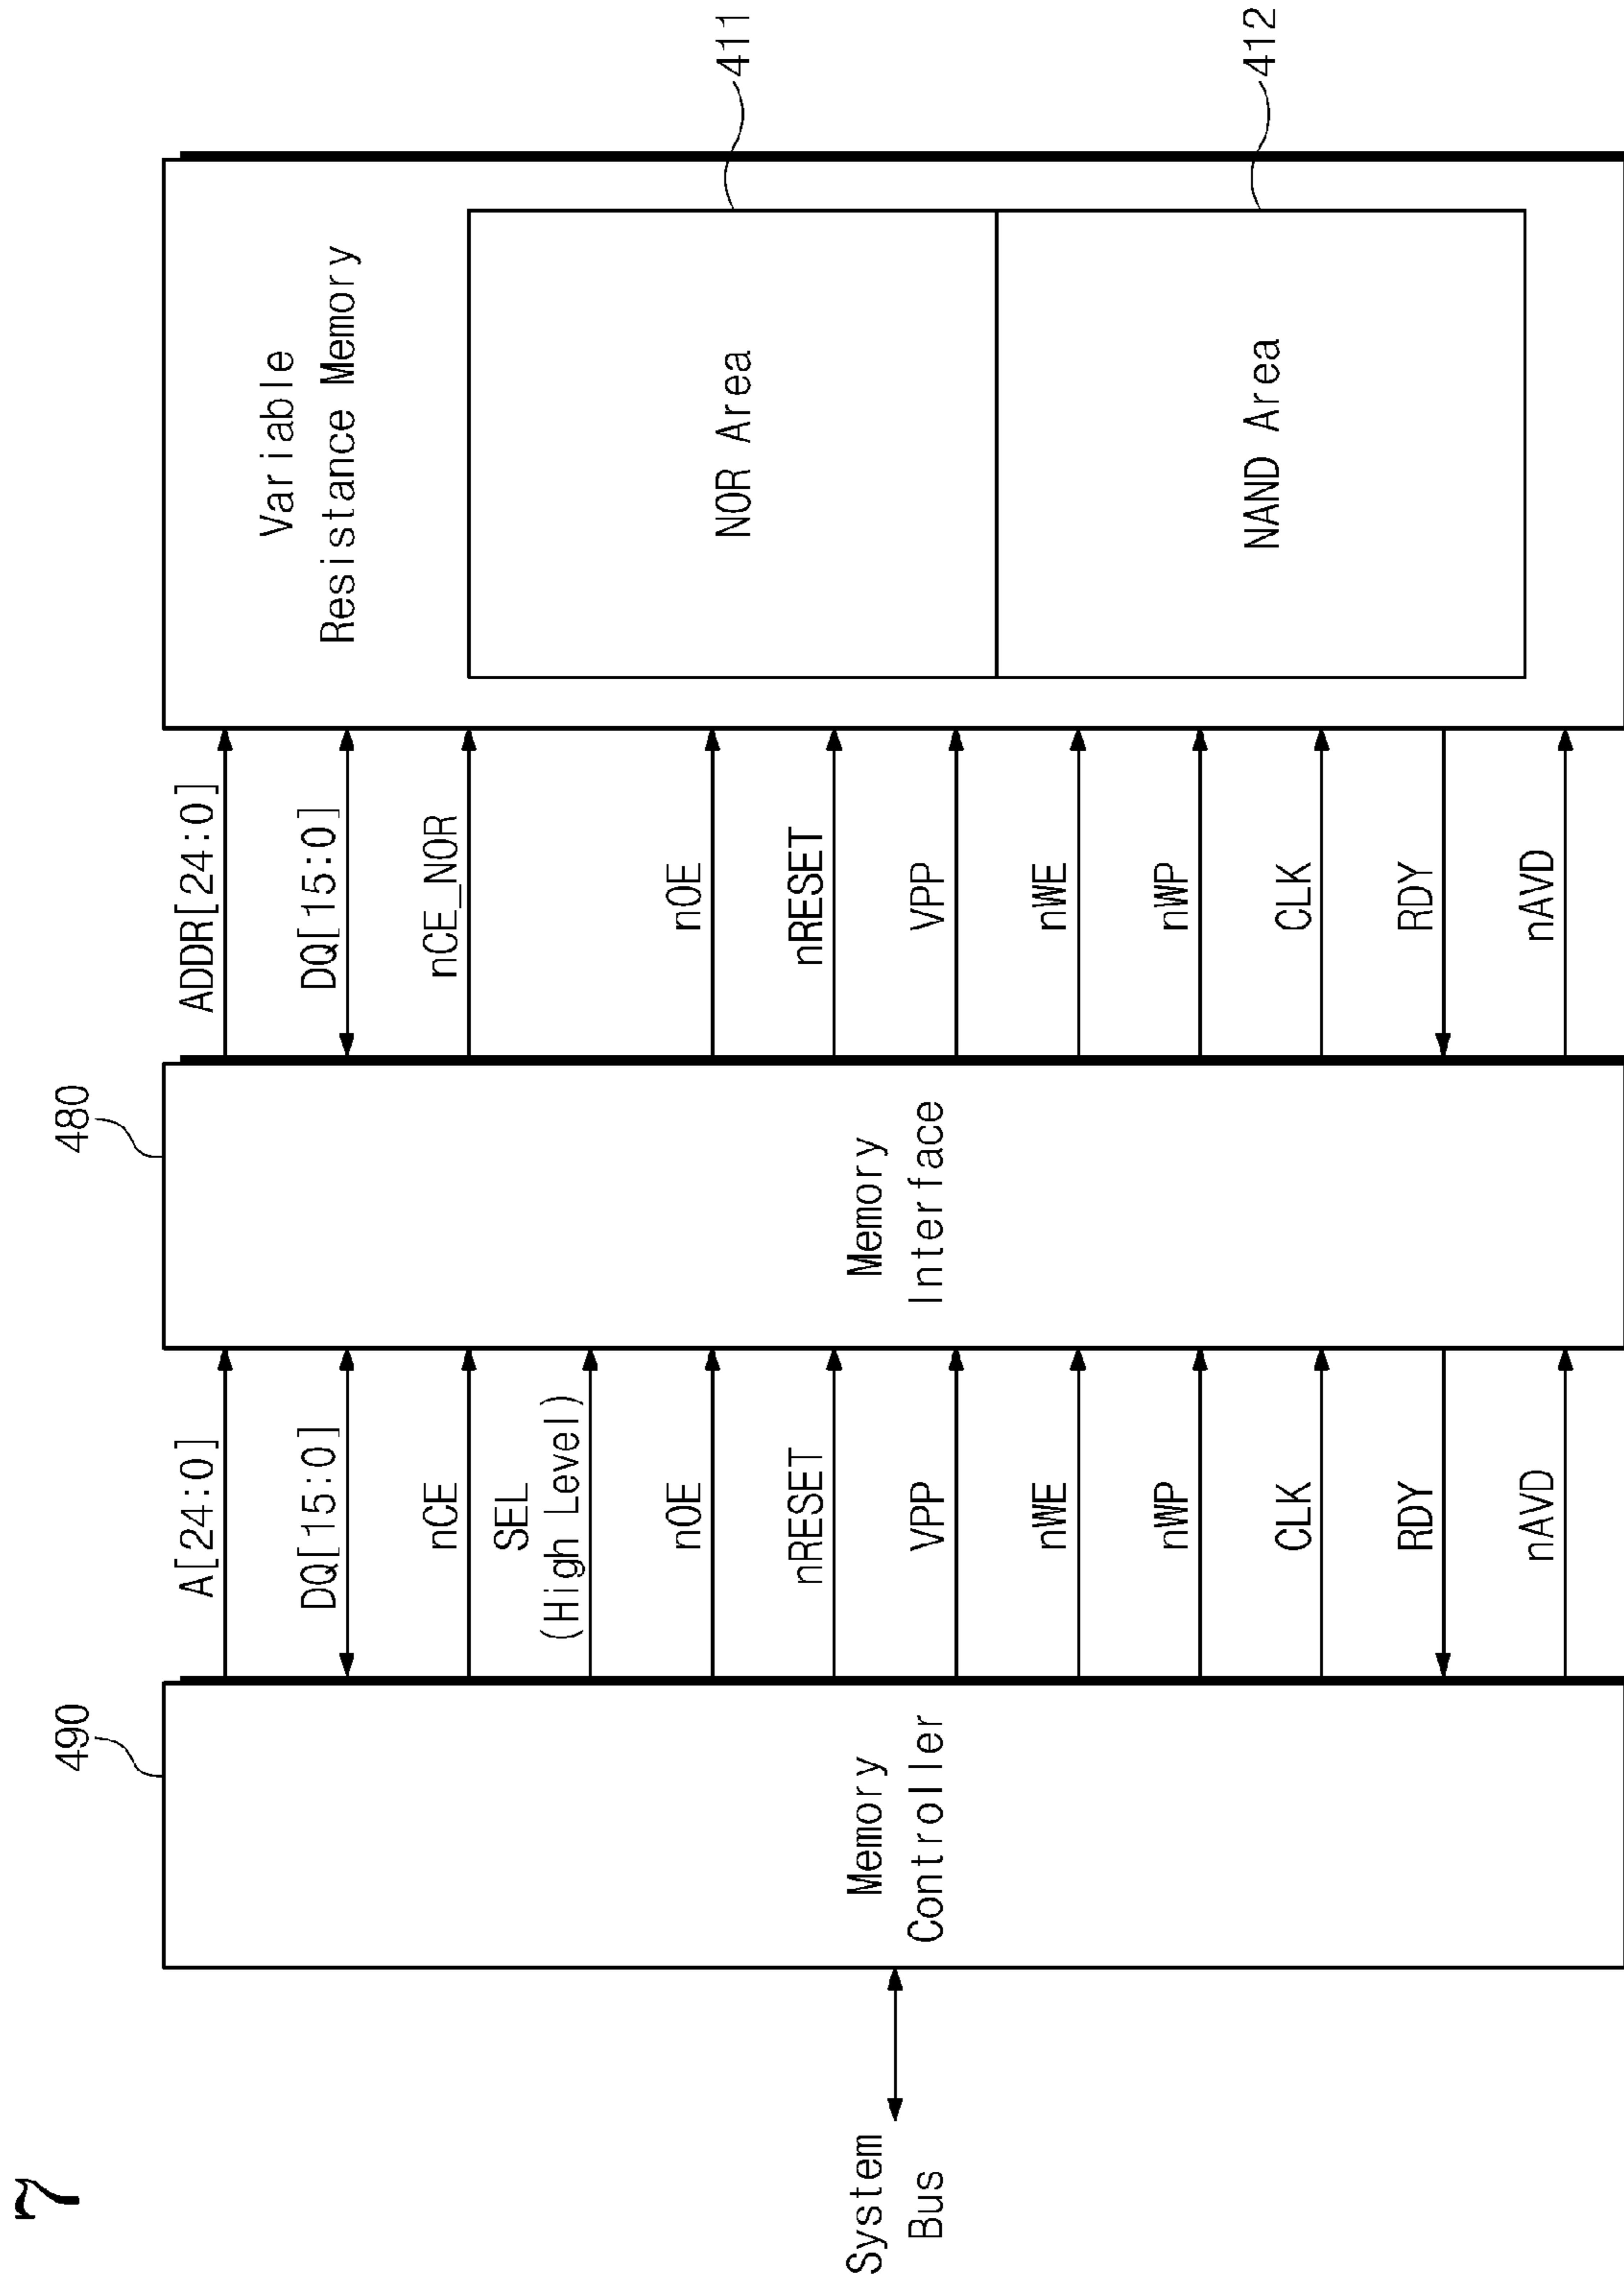 7
490
480
System
Bus
Memory
Controller
A[24:0]
DQ[15:0]
nCE
SEL
(High Level)
nOE
nRESET
VPP
nWE
nWP
CLK
RDY
nAVD
Memory
Interface
ADDR[24:0]
DQ[15:0]
nCE_NOR
nOE
nRESET
VPP
nWE
nWP
CLK
RDY
nAVD
Variable
Resistance Memory
NOR Area
NAND Area
411
412